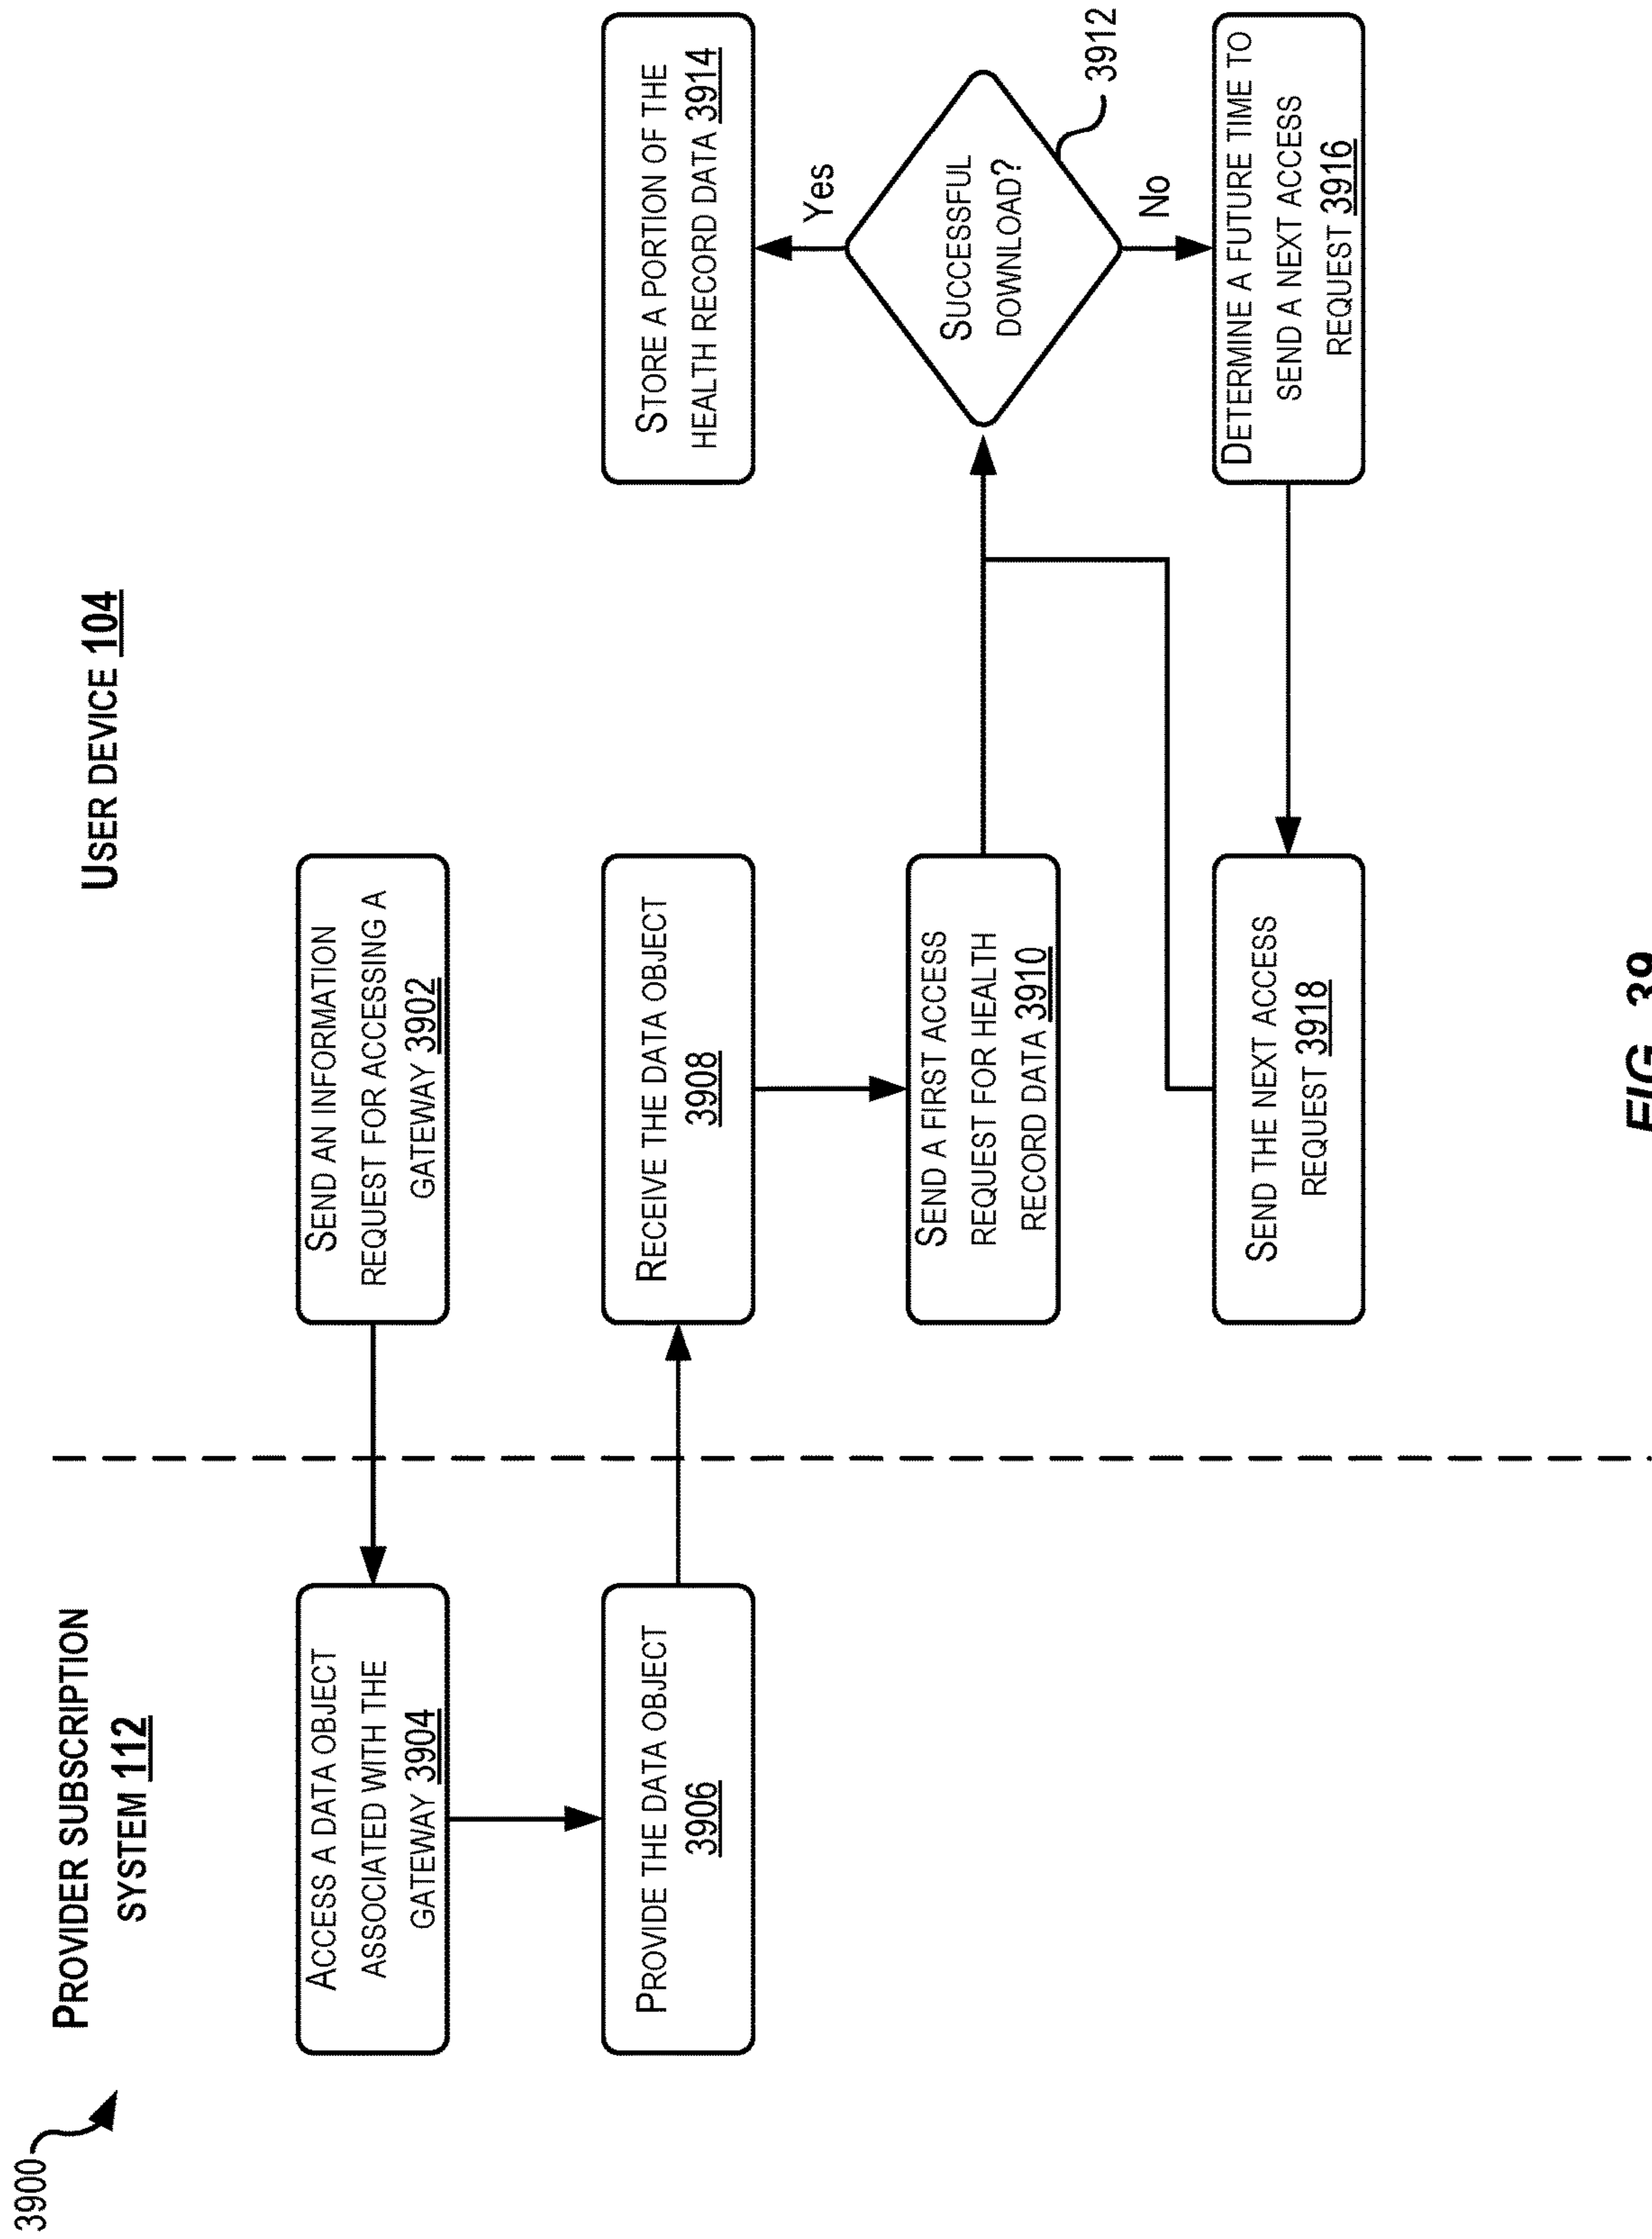 3900
PROVIDER SUBSCRIPTION
SYSTEM 112
USER DEVICE 104
ACCESS A DATA OBJECT
ASSOCIATED WITH THE
GATEWAY 3904
SEND AN INFORMATION
REQUEST FOR ACCESSING A
GATEWAY 3902
PROVIDE THE DATA OBJECT
3906
RECEIVE THE DATA OBJECT
3908
STORE A PORTION OF THE
HEALTH RECORD DATA 3914
Yes
SEND A FIRST ACCESS
REQUEST FOR HEALTH
RECORD DATA 3910
SUCCESSFUL
DOWNLOAD?
3912
No
SEND THE NEXT ACCESS
REQUEST 3918
DETERMINE A FUTURE TIME TO
SEND A NEXT ACCESS
REQUEST 3916
FIG. 39